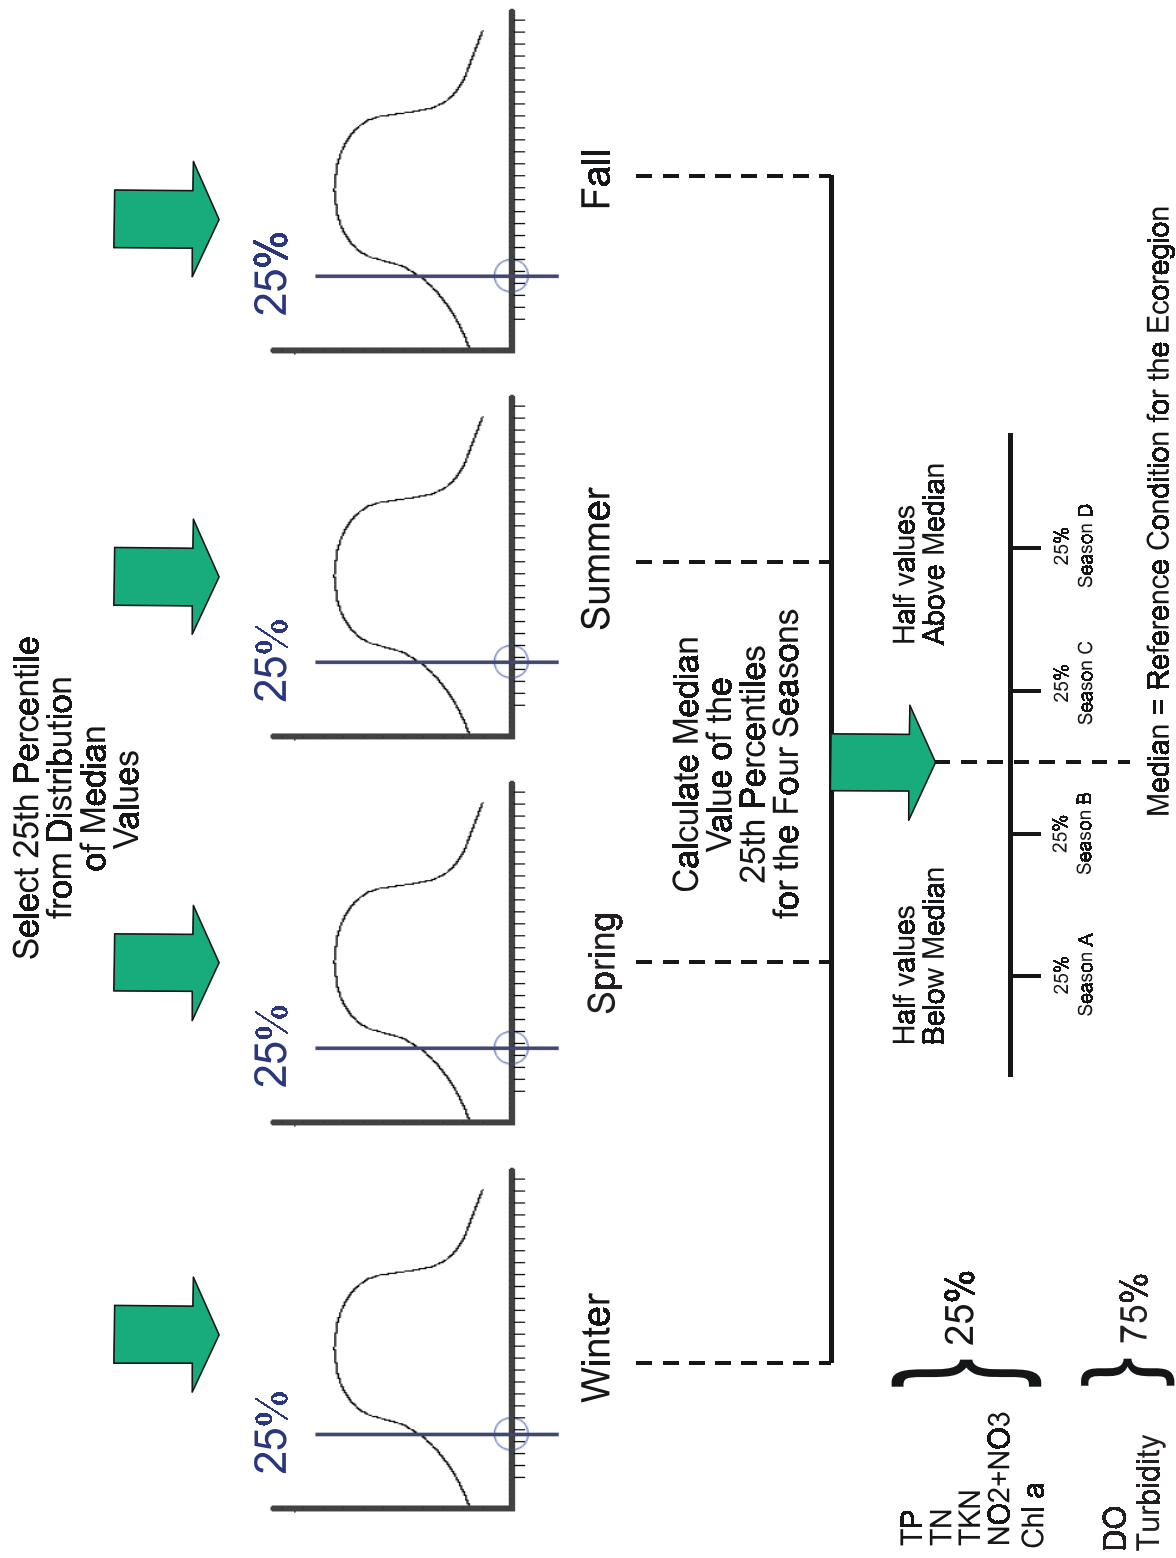 Select 25th Percentile
from Distribution
of Median
Values
25%
25%
25%
25%
Winter
Spring
Summer
Fall
Calculate Median
Value of the
25th Percentiles
for the Four Seasons
TP
TN
TKN
NO2+NO3
Chl a
25%
DO
Turbidity
75%
Half values
Below Median
Half values
Above Median
25%
Season A
25%
Season B
25%
Season C
25%
Season D
Median = Reference Condition for the Ecoregion